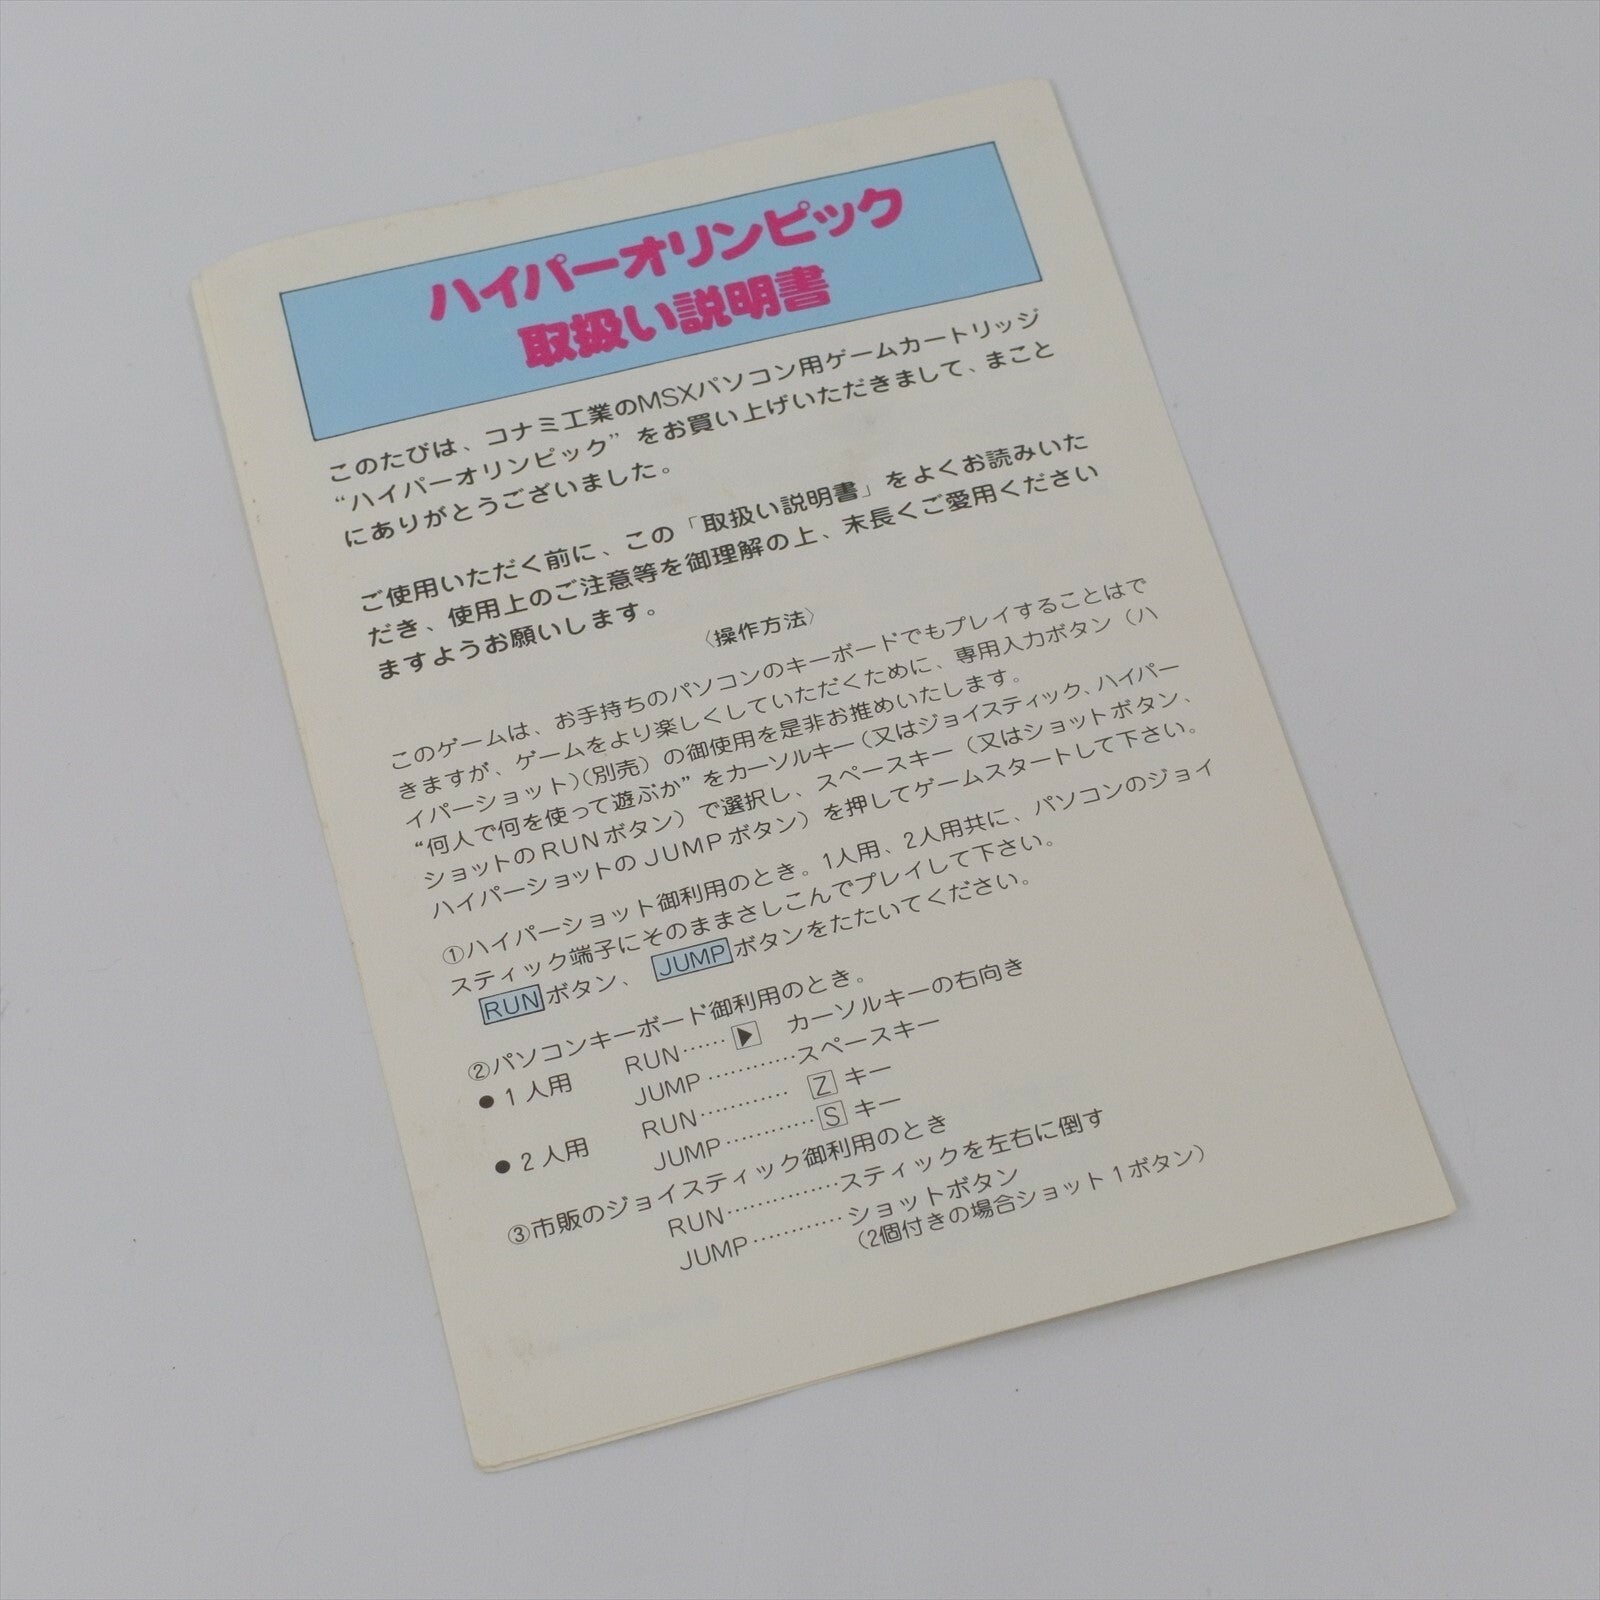 ハイパーオリンピック
取扱い説明書
このたびは、コナミ工業のMSXパソコン用ゲームカートリッジ
“ハイパーオリンピック”をお買い上げいただきまして、まこと
にありがとうございました。
ご使用いただく前に、この「取扱い説明書」をよくお読みいた
だき、使用上のご注意等を御理解の上、末長くご愛用ください
ますようお願いします。
〈操作方法〉
このゲームは、お手持ちのパソコンのキーボードでもプレイすることはで
きますが、ゲームをより楽しくしていただくために、専用入力ボタン（ハ
イパーショット）（別売）の御使用を是非お推めいたします。
“何人で何を使って遊ぶか”をカーソルキー（又はジョイスティック、ハイパー
ショットのRUNボタン）で選択し、スペースキー（又はショットボタン、
ハイパーショットのJUMPボタン）を押してゲームスタートして下さい。
①ハイパーショット御利用のとき。1人用、2人用共に、パソコンのジョイ
スティック端子にそのままさしこんでプレイして下さい。
RUNボタン、JUMPボタンをたたいてください。
②パソコンキーボード御利用のとき。
●1人用 RUN……▶ カーソルキーの右向き
JUMP…………スペースキー
●2人用 RUN………… Z キー
JUMP…………S キー
③市販のジョイスティック御利用のとき
RUN……………スティックを左右に倒す
JUMP…………ショットボタン
（2個付きの場合ショット1ボタン）